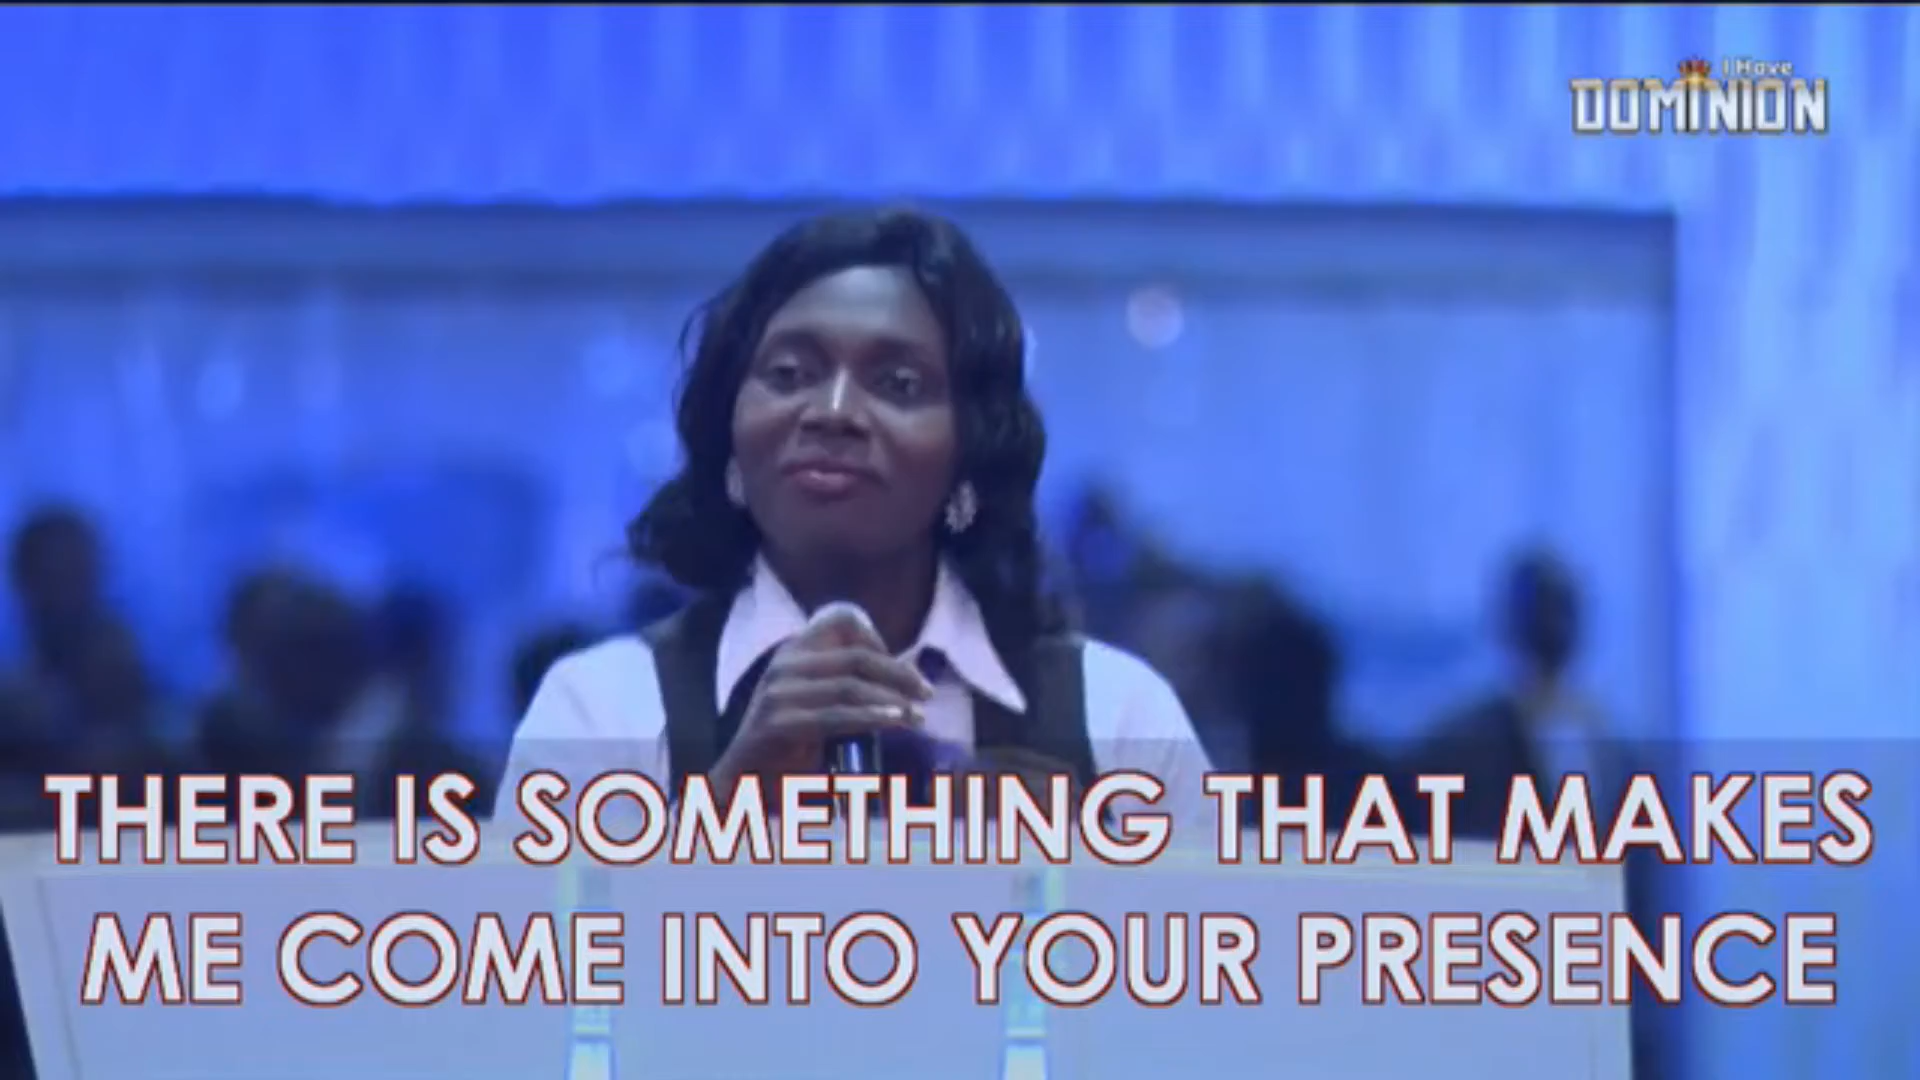 I Have
DOMINION
THERE IS SOMETHING THAT MAKES
ME COME INTO YOUR PRESENCE